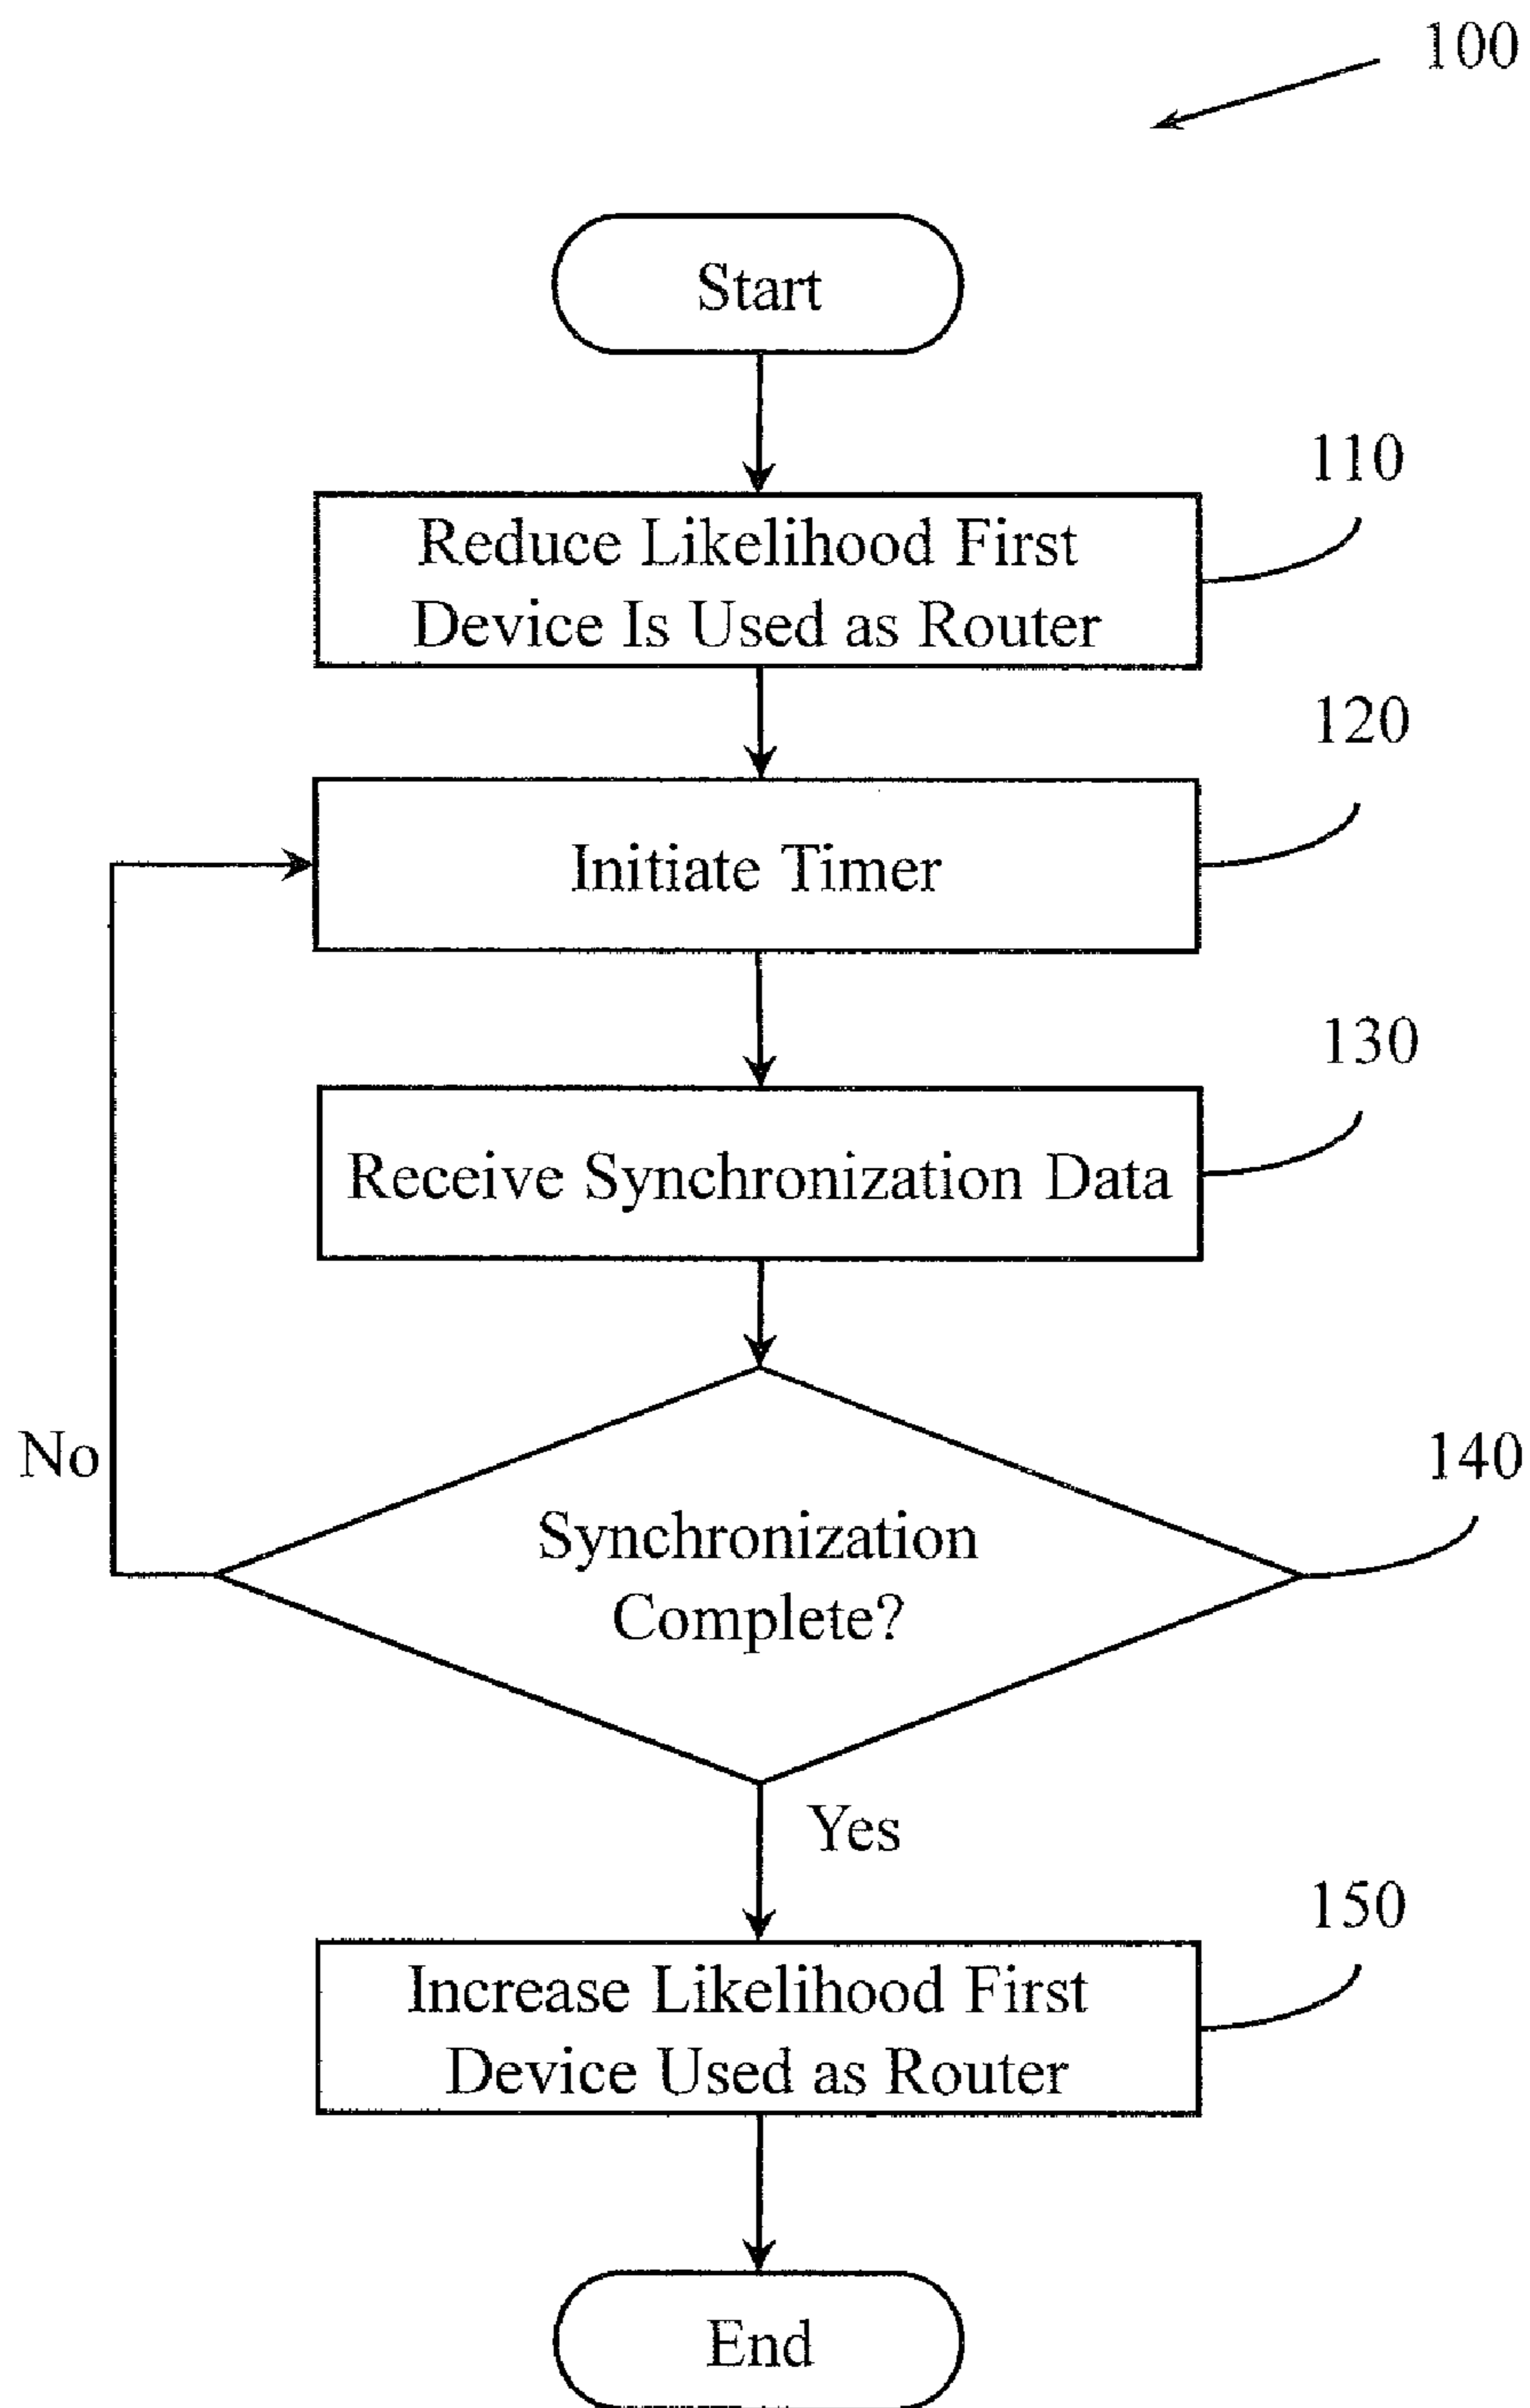 100
Start
110
Reduce Likelihood First
Device Is Used as Router
120
Initiate Timer
130
Receive Synchronization Data
No
140
Synchronization
Complete?
Yes
150
Increase Likelihood First
Device Used as Router
End